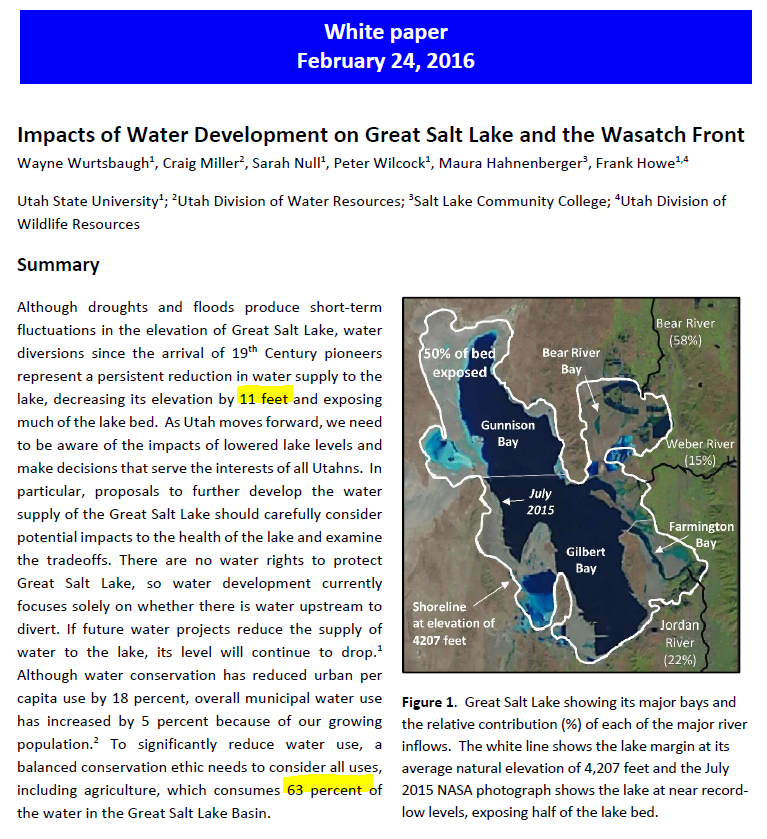 White paper
February 24, 2016
Impacts of Water Development on Great Salt Lake and the Wasatch Front
Wayne Wurtsbaugh¹, Craig Miller², Sarah Null¹, Peter Wilcock¹, Maura Hahnenberger³, Frank Howe¹,⁴
Utah State University¹; ²Utah Division of Water Resources; ³Salt Lake Community College; ⁴Utah Division of
Wildlife Resources
Summary
Although droughts and floods produce short-term
fluctuations in the elevation of Great Salt Lake, water
diversions since the arrival of 19th Century pioneers
represent a persistent reduction in water supply to the
lake, decreasing its elevation by 11 feet and exposing
much of the lake bed. As Utah moves forward, we need
to be aware of the impacts of lowered lake levels and
make decisions that serve the interests of all Utahns. In
particular, proposals to further develop the water
supply of the Great Salt Lake should carefully consider
potential impacts to the health of the lake and examine
the tradeoffs. There are no water rights to protect
Great Salt Lake, so water development currently
focuses solely on whether there is water upstream to
divert. If future water projects reduce the supply of
water to the lake, its level will continue to drop.¹
Although water conservation has reduced urban per
capita use by 18 percent, overall municipal water use
has increased by 5 percent because of our growing
population.² To significantly reduce water use, a
balanced conservation ethic needs to consider all uses,
including agriculture, which consumes 63 percent of
the water in the Great Salt Lake Basin.
50% of bed
exposed
Bear River
Bay
Bear River
(58%)
Gunnison
Bay
Weber River
(15%)
July
2015
Farmington
Bay
Gilbert
Bay
Shoreline
at elevation of
4207 feet
Jordan
River
(22%)
Figure 1. Great Salt Lake showing its major bays and
the relative contribution (%) of each of the major river
inflows. The white line shows the lake margin at its
average natural elevation of 4,207 feet and the July
2015 NASA photograph shows the lake at near record-
low levels, exposing half of the lake bed.